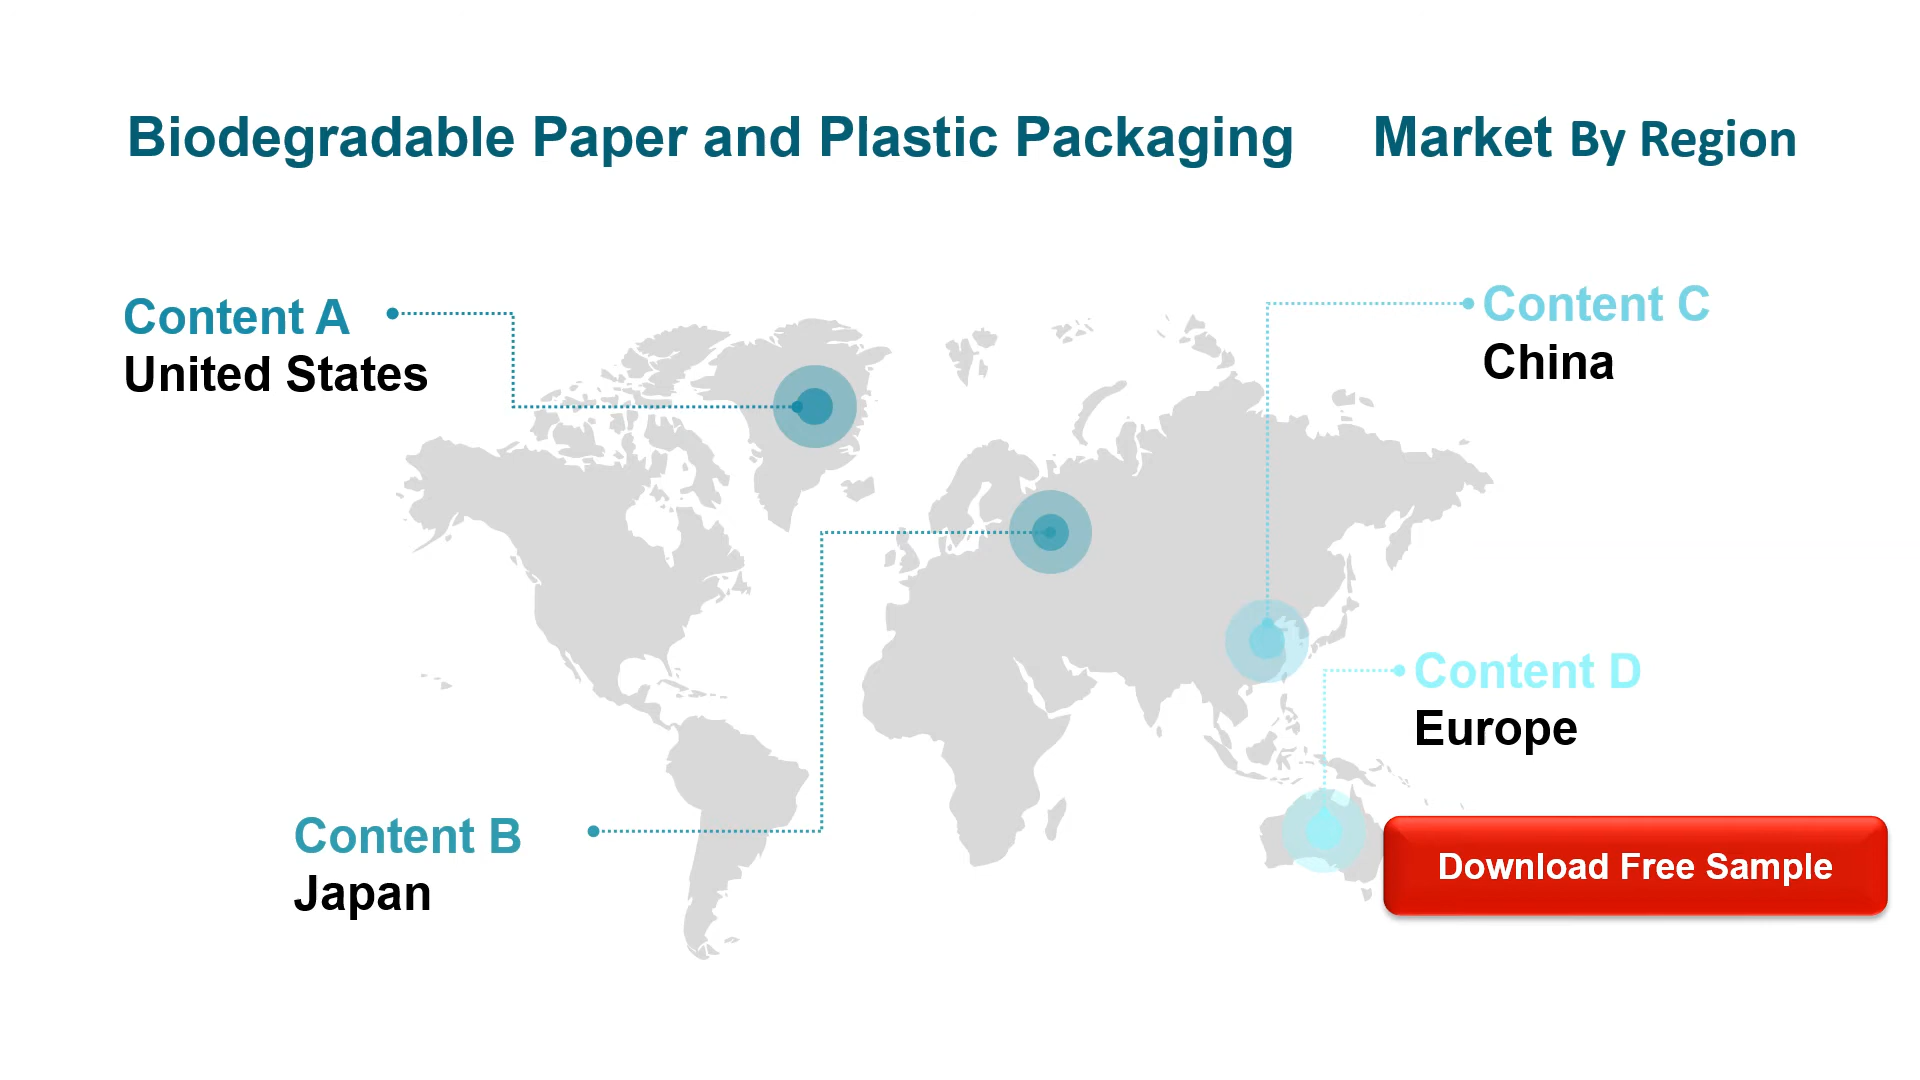 Biodegradable Paper and Plastic Packaging Market By Region
Content A
United States
Content C
China
Content D
Europe
Content B
Japan
Download Free Sample